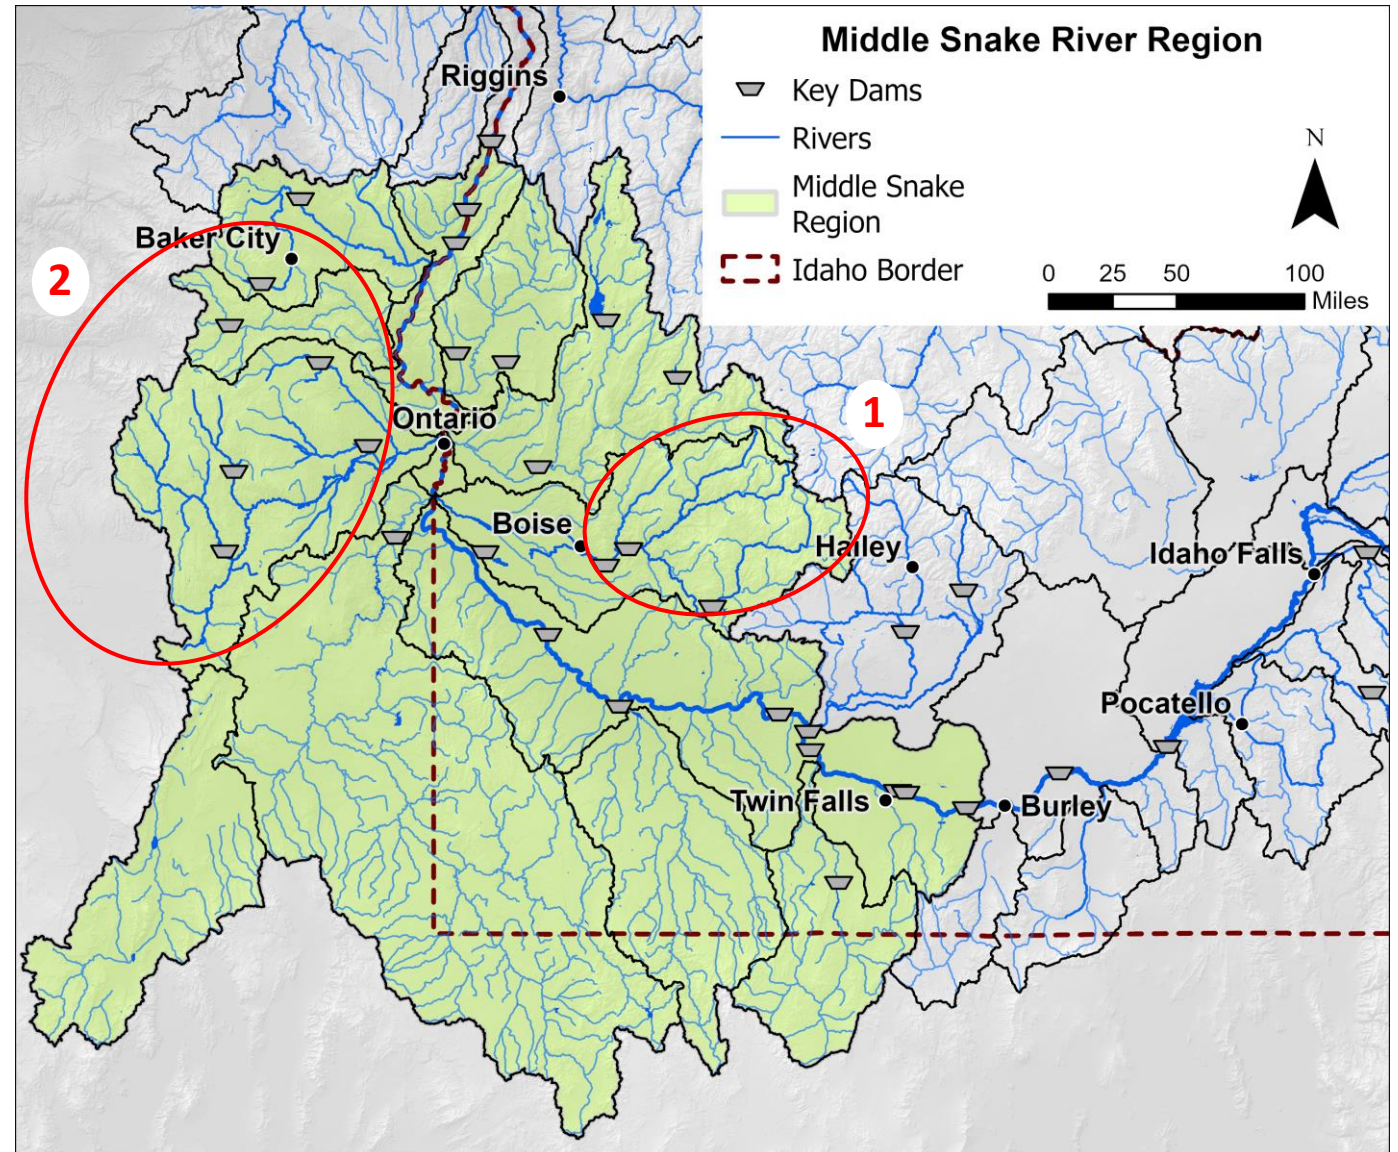 Middle Snake River Region
Key Dams
Rivers
Middle Snake
Region
Idaho Border
N
0 25 50 100
Miles
Riggins
Baker City
2
1
Ontario
Boise
Hailey
Idaho Falls
Pocatello
Twin Falls
Burley